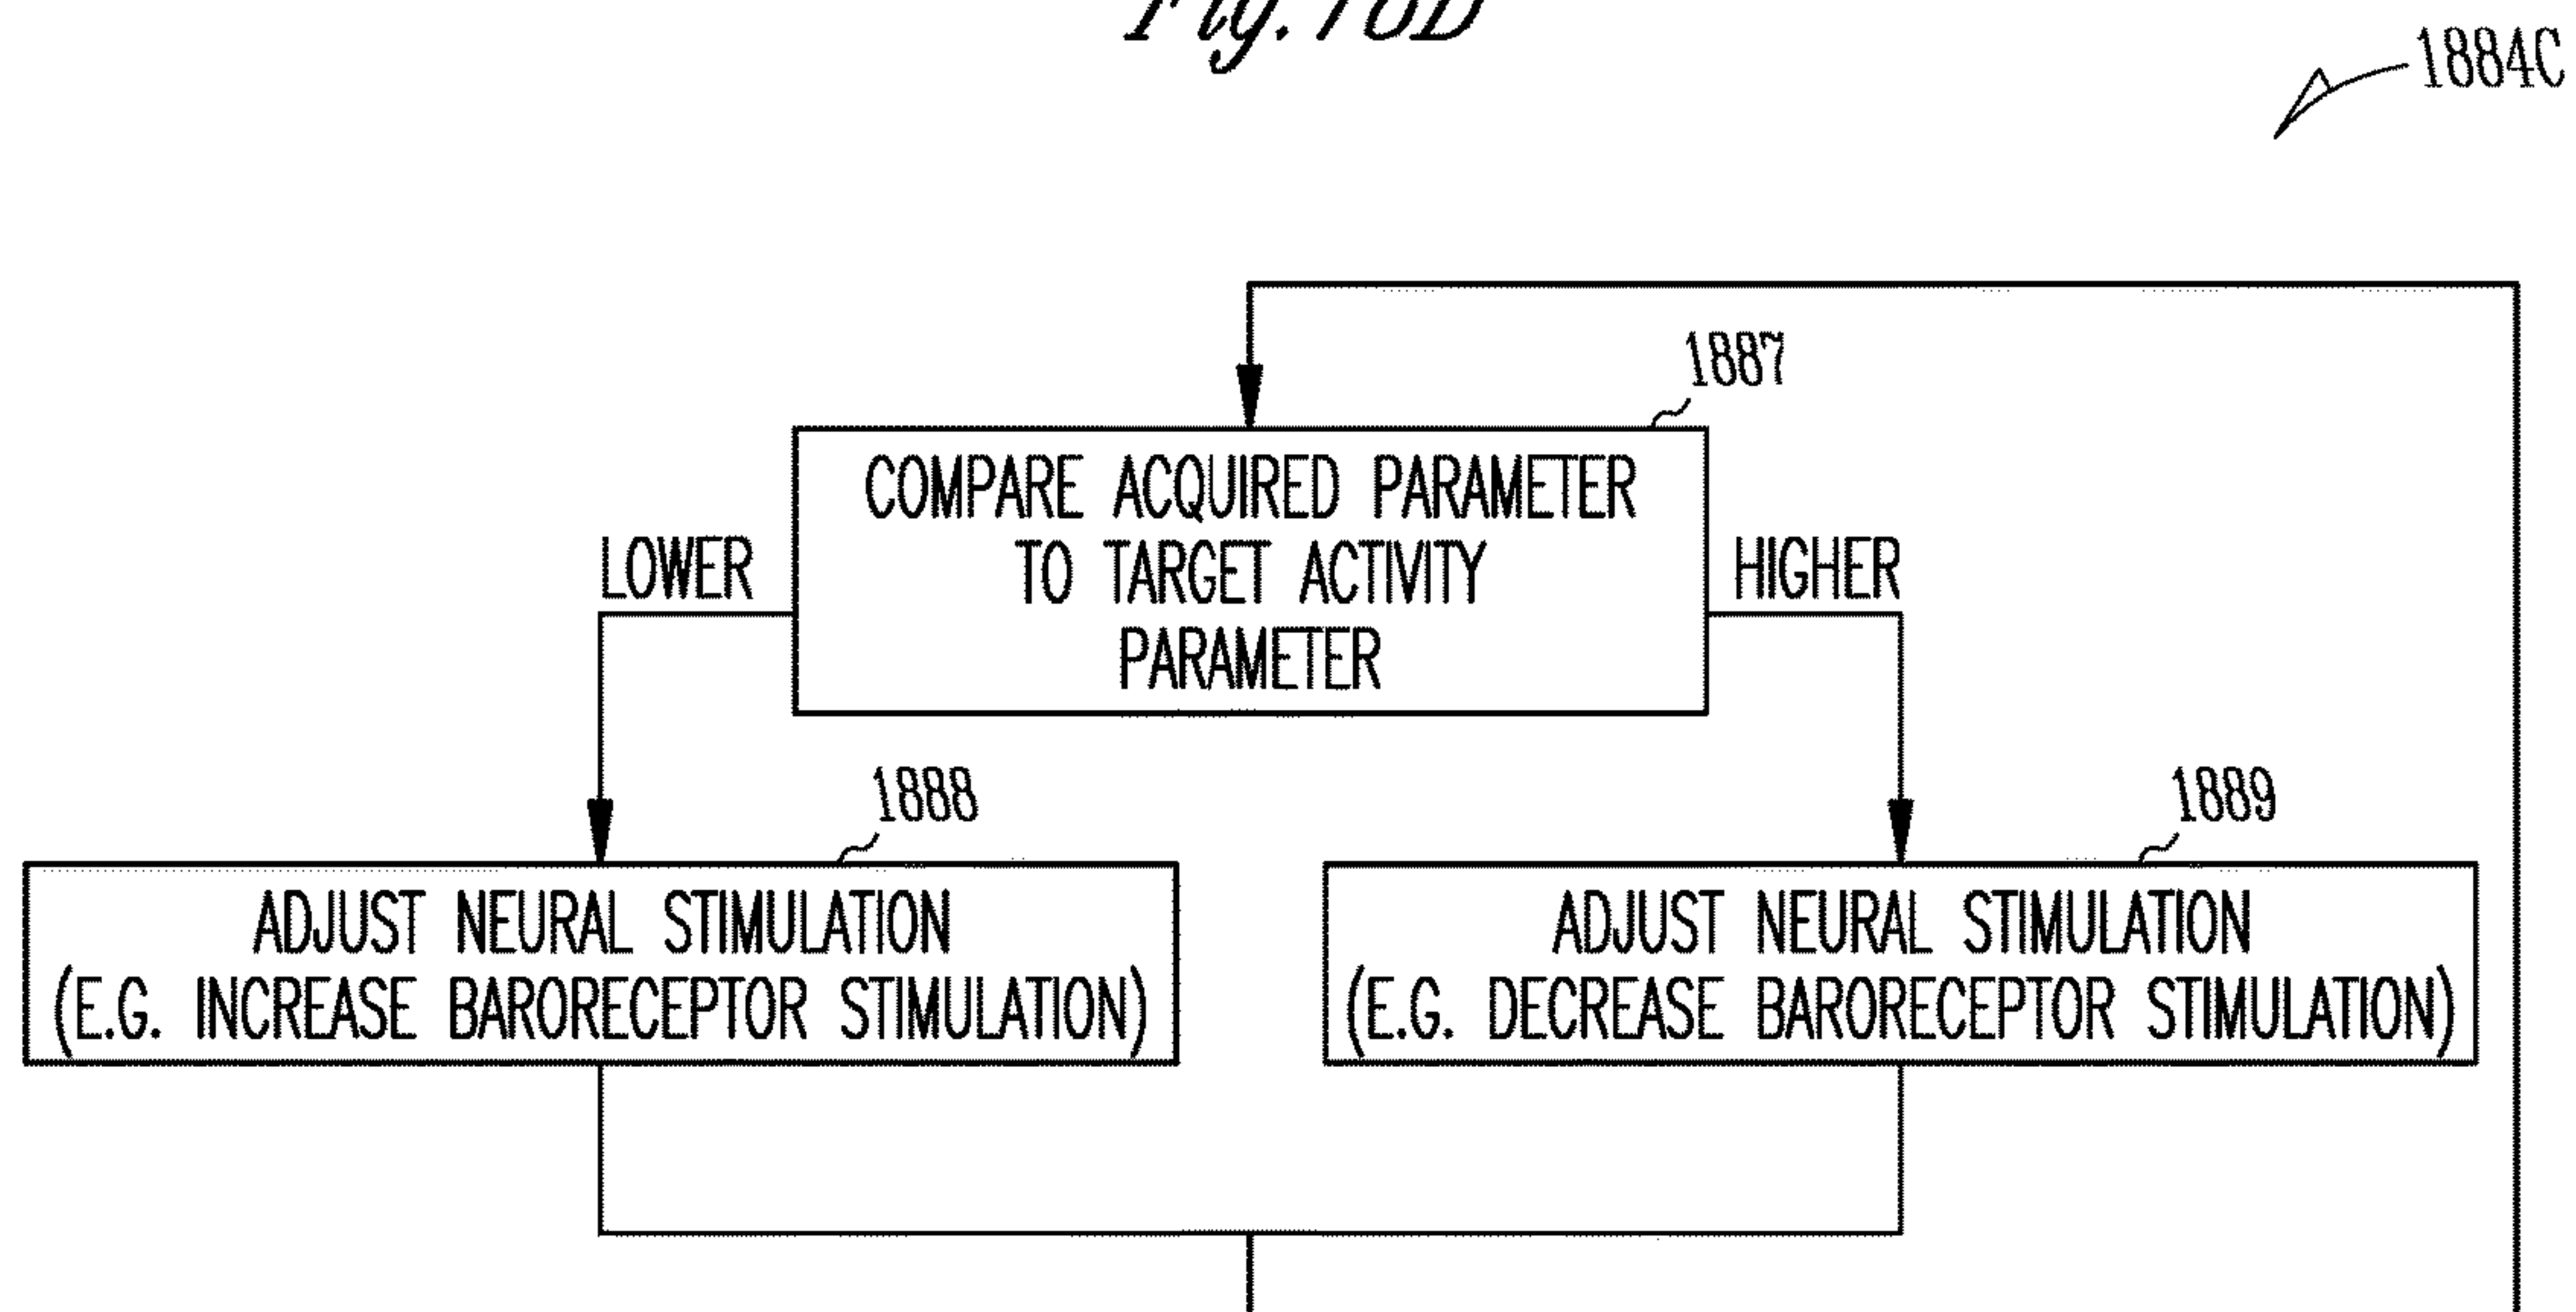 1884C
1887
COMPARE ACQUIRED PARAMETER
TO TARGET ACTIVITY
PARAMETER
LOWER
HIGHER
1888
1889
ADJUST NEURAL STIMULATION
(E.G. INCREASE BARORECEPTOR STIMULATION)
ADJUST NEURAL STIMULATION
(E.G. DECREASE BARORECEPTOR STIMULATION)